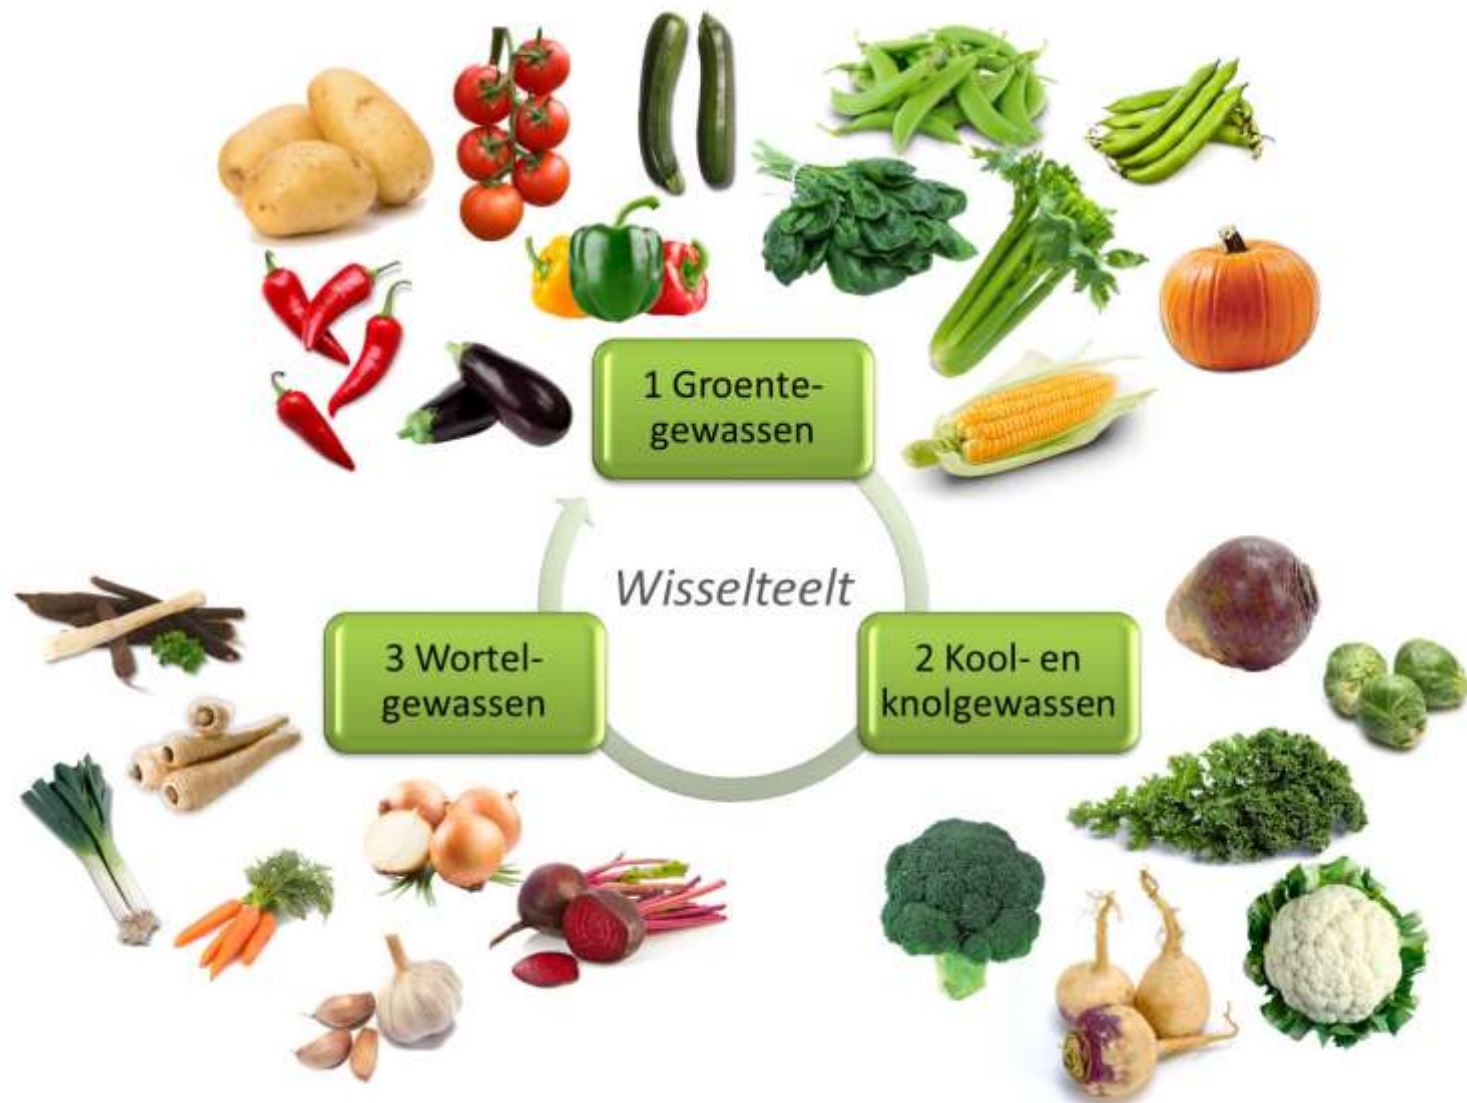 1 Groente-
gewassen
Wisselteelt
3 Wortel-
gewassen
2 Kool- en
knolgewassen